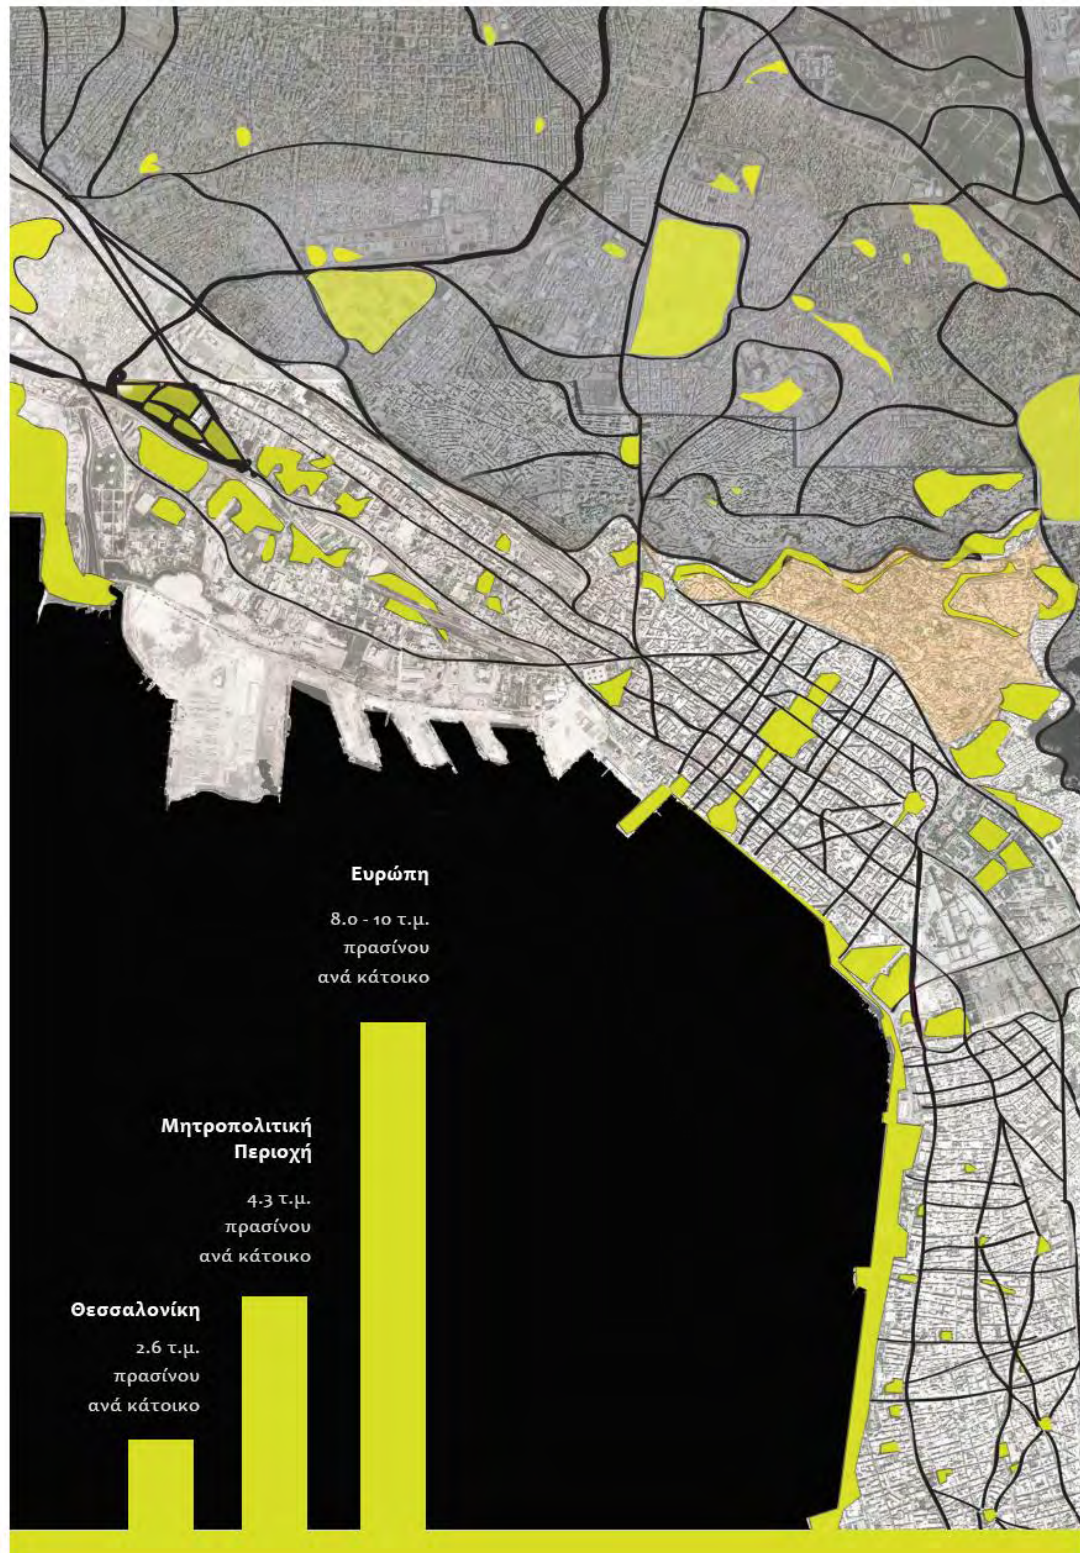 Ευρώπη
8.0 - 10 τ.μ.
πρασίνου
ανά κάτοικο
Μητροπολιτική
Περιοχή
4.3 τ.μ.
πρασίνου
ανά κάτοικο
Θεσσαλονίκη
2.6 τ.μ.
πρασίνου
ανά κάτοικο